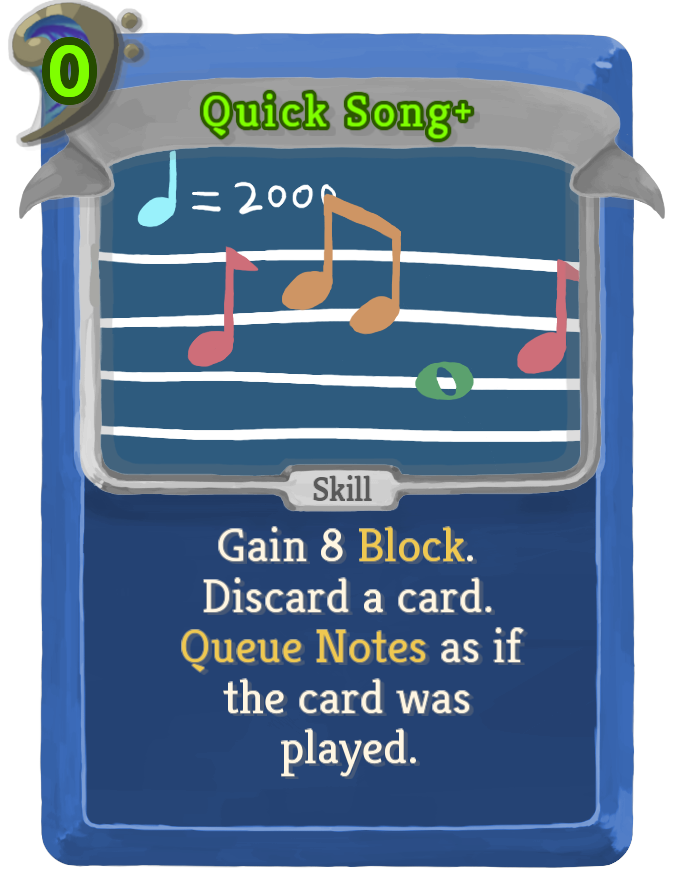 0
Quick Song+
= 2000
Skill
Gain 8 Block.
Discard a card.
Queue Notes as if
the card was
played.